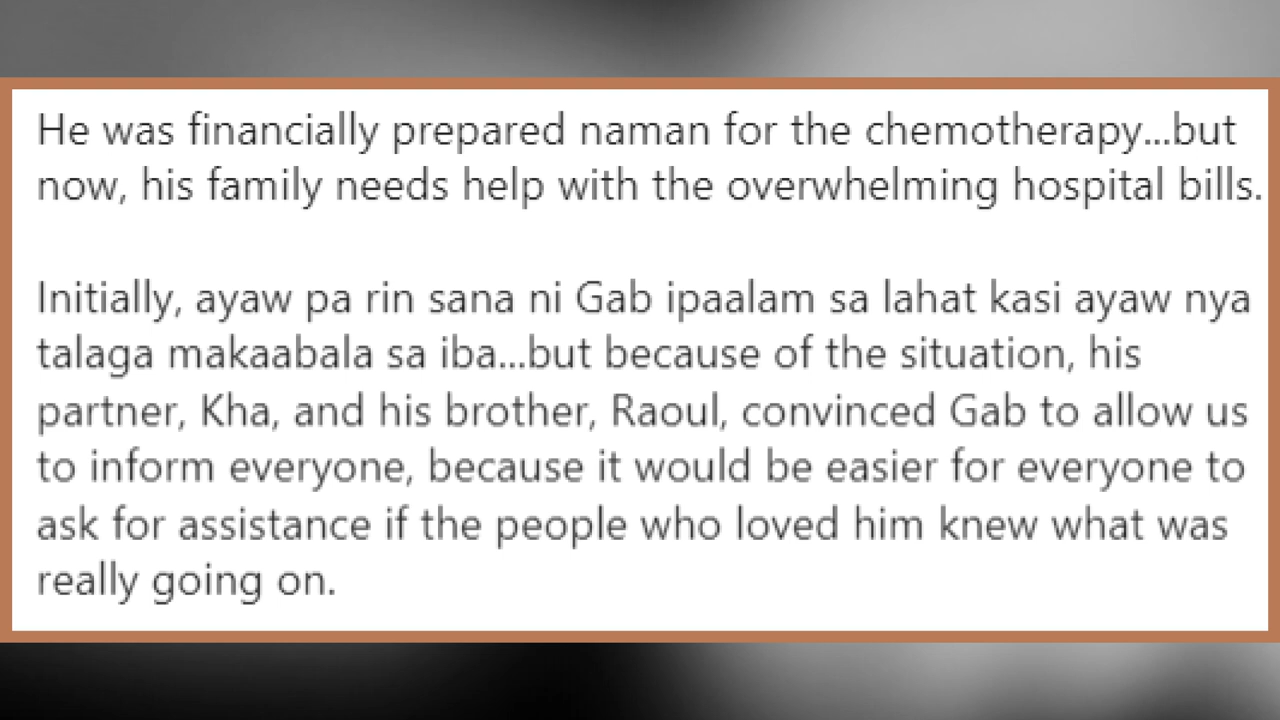 He was financially prepared naman for the chemotherapy...but
now, his family needs help with the overwhelming hospital bills.
Initially, ayaw pa rin sana ni Gab ipaalam sa lahat kasi ayaw nya
talaga makaabala sa iba...but because of the situation, his
partner, Kha, and his brother, Raoul, convinced Gab to allow us
to inform everyone, because it would be easier for everyone to
ask for assistance if the people who loved him knew what was
really going on.